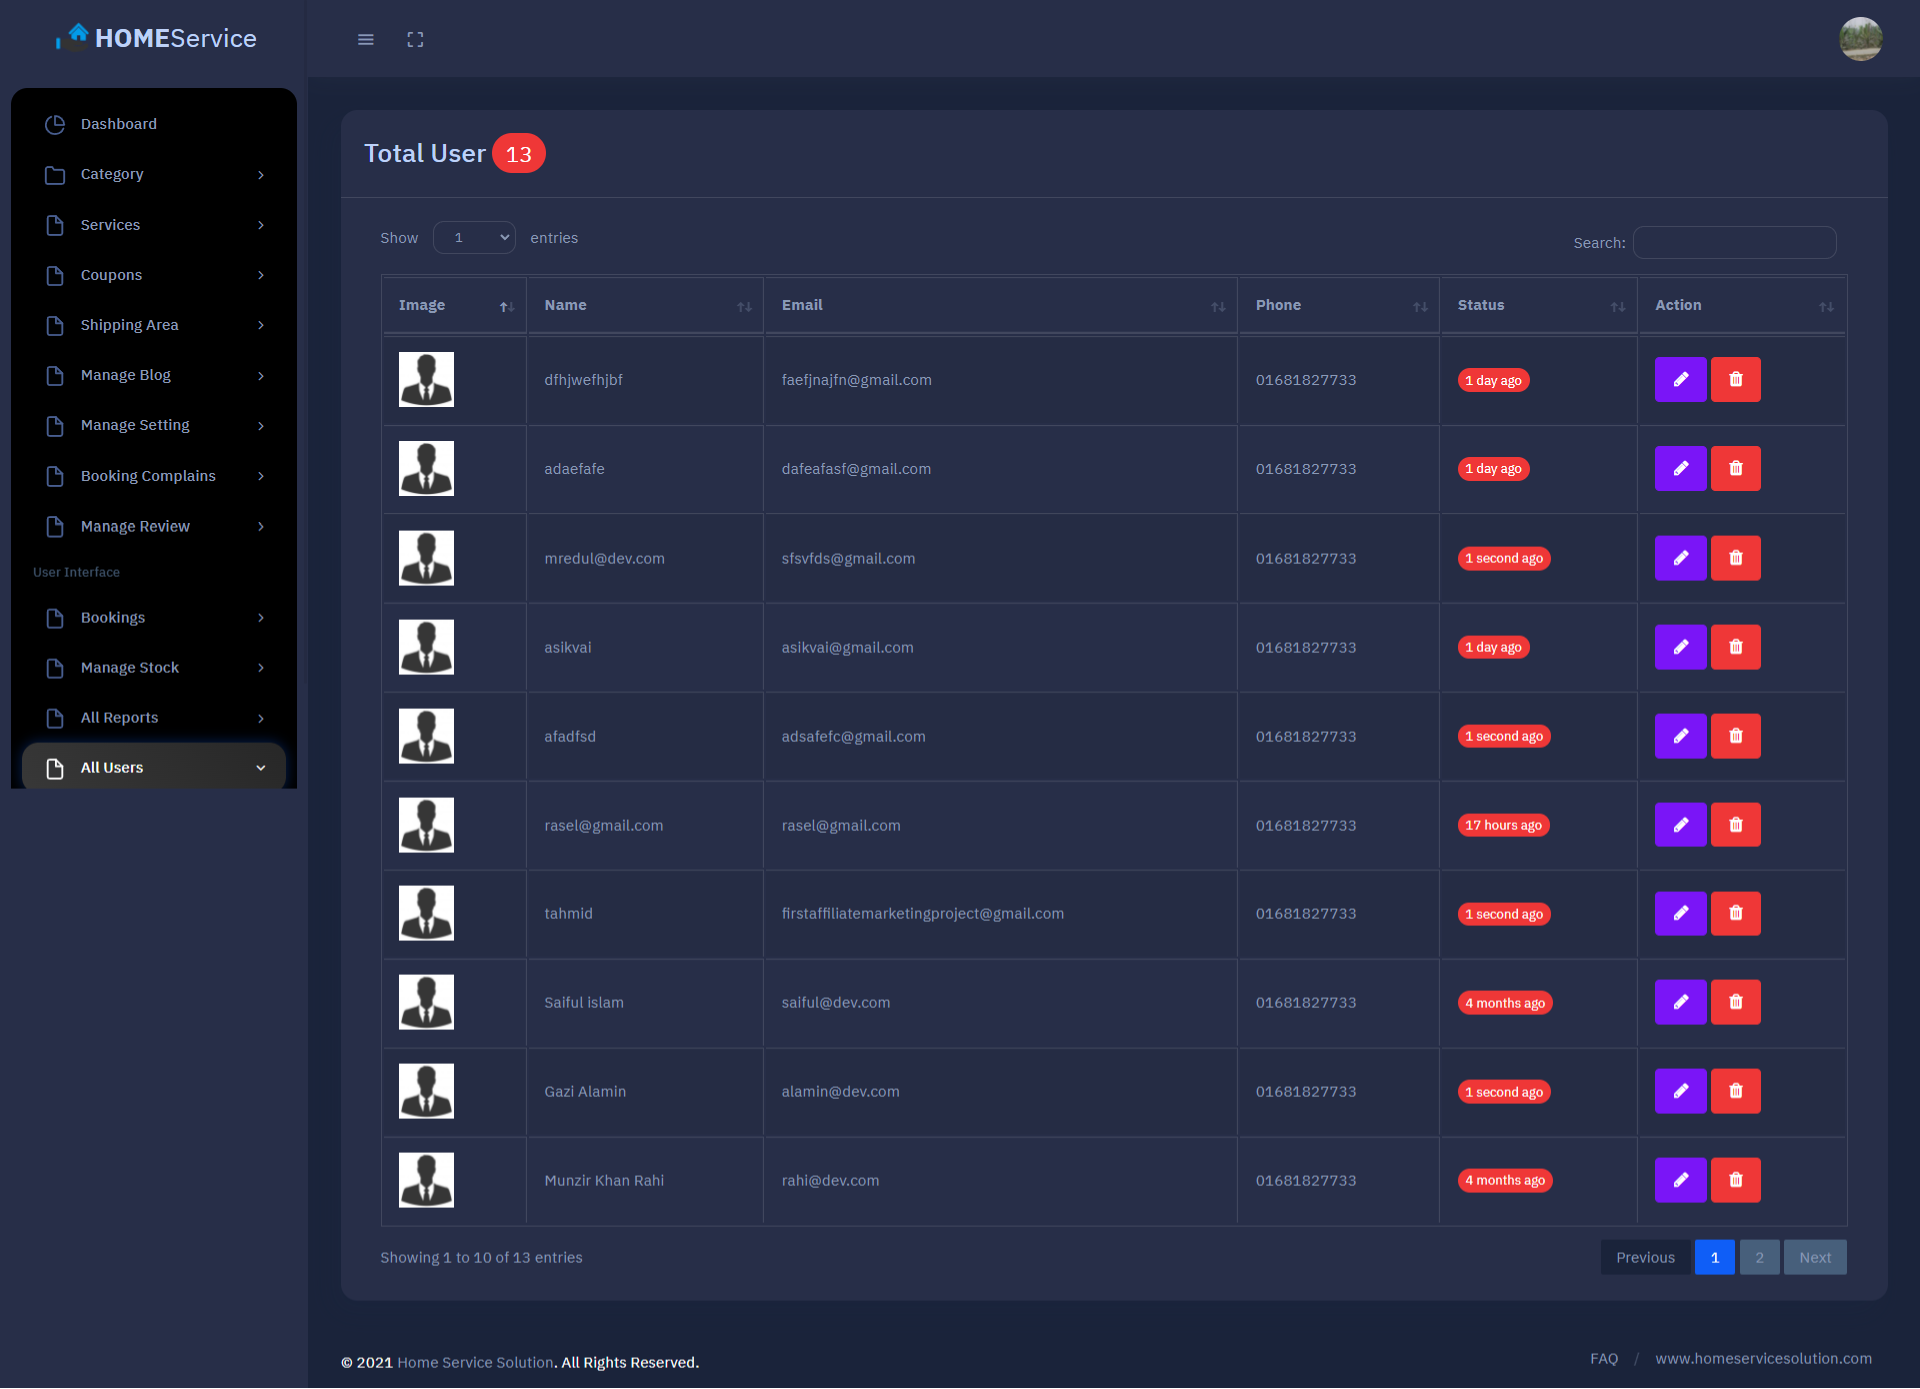 HOMEService
Dashboard
Category
Services
Coupons
Shipping Area
Manage Blog
Manage Setting
Booking Complains
Manage Review
User Interface
Bookings
Manage Stock
All Reports
All Users
Total User 13
Show 1 entries
Search:
Image Name Email Phone Status Action
dfhjwefhjbf faefjnajfn@gmail.com 01681827733 1 day ago
adaefafe dafeafasf@gmail.com 01681827733 1 day ago
mredul@dev.com sfsvfds@gmail.com 01681827733 1 second ago
asikvai asikvai@gmail.com 01681827733 1 day ago
afadfsd adsafefc@gmail.com 01681827733 1 second ago
rasel@gmail.com rasel@gmail.com 01681827733 17 hours ago
tahmid firstaffiliatemarketingproject@gmail.com 01681827733 1 second ago
Saiful islam saiful@dev.com 01681827733 4 months ago
Gazi Alamin alamin@dev.com 01681827733 1 second ago
Munzir Khan Rahi rahi@dev.com 01681827733 4 months ago
Showing 1 to 10 of 13 entries
Previous 1 2 Next
© 2021 Home Service Solution. All Rights Reserved.
FAQ / www.homeservicesolution.com